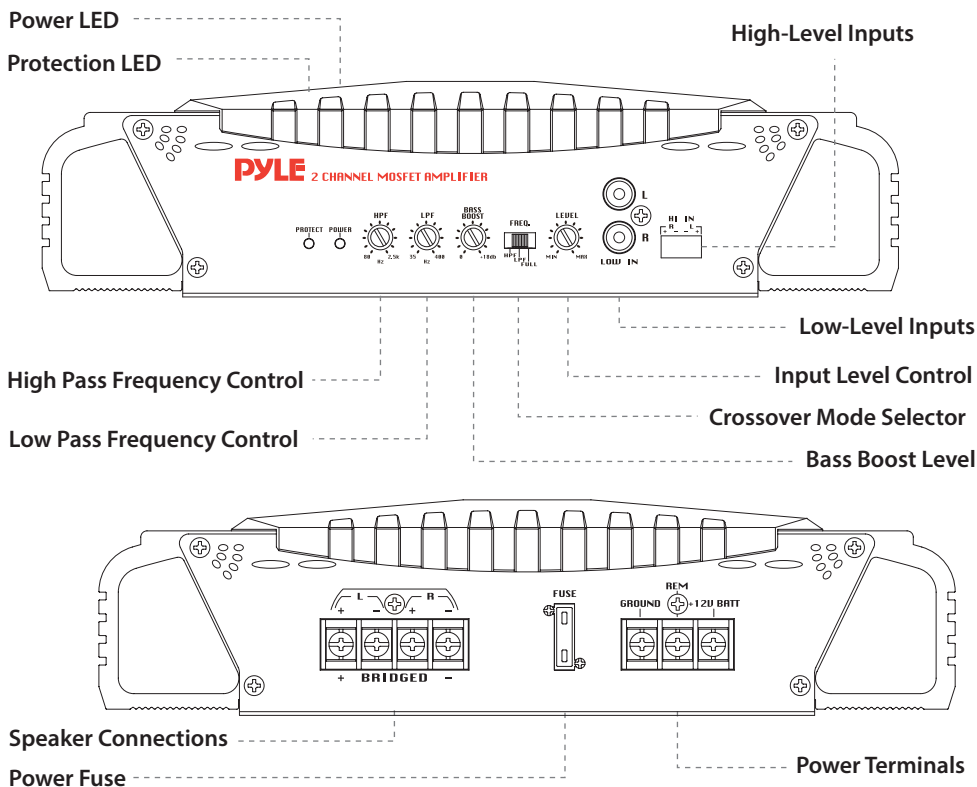 Power LED
High-Level Inputs
Protection LED
PYLE 2 CHANNEL MOSFET AMPLIFIER
L
HPF LPF BASS BOOST FREQ. LEVEL
PROTECT POWER
HI IN
R L
+ - - +
R
80 Hz 2.5k
35 Hz 400
0 +18db
HPF LPF FULL
MIN MAX
LOW IN
Low-Level Inputs
High Pass Frequency Control
Input Level Control
Crossover Mode Selector
Low Pass Frequency Control
Bass Boost Level
L R
+ - + -
FUSE
REM
GROUND +12V BATT
+ BRIDGED -
Speaker Connections
Power Terminals
Power Fuse